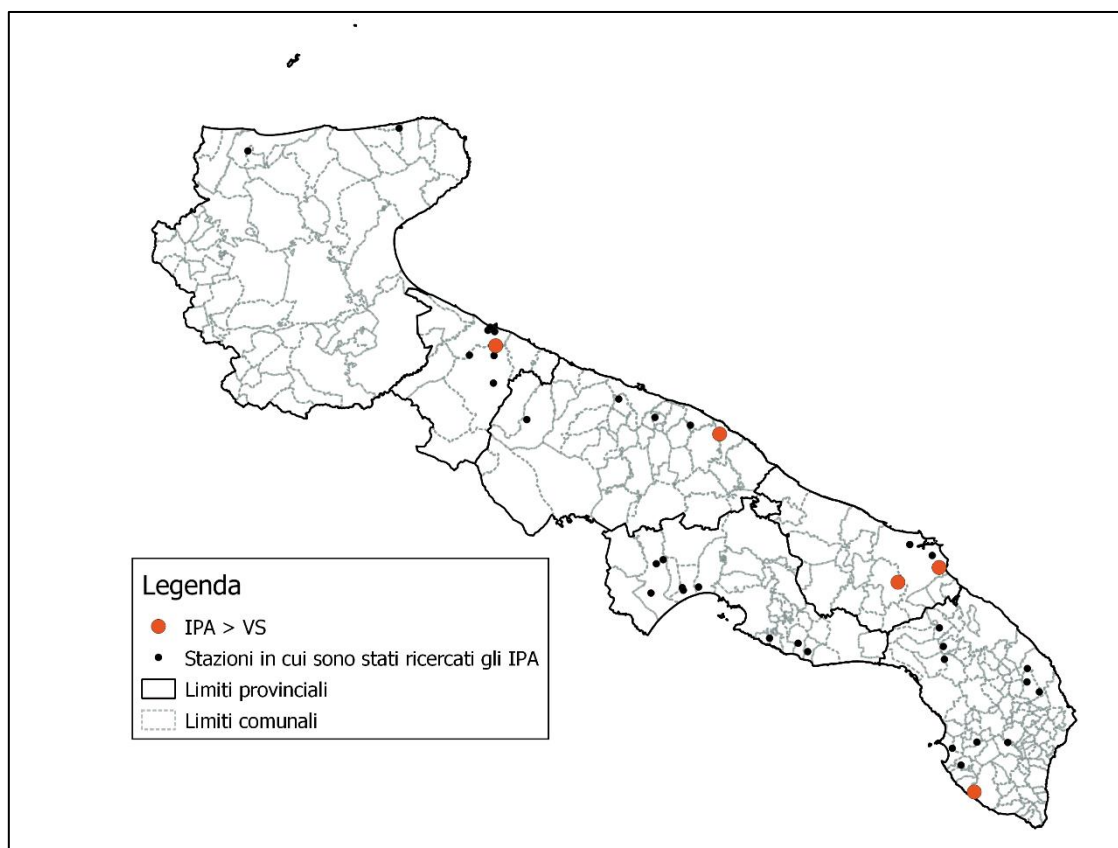 Legenda
IPA > VS
Stazioni in cui sono stati ricercati gli IPA
Limiti provinciali
Limiti comunali